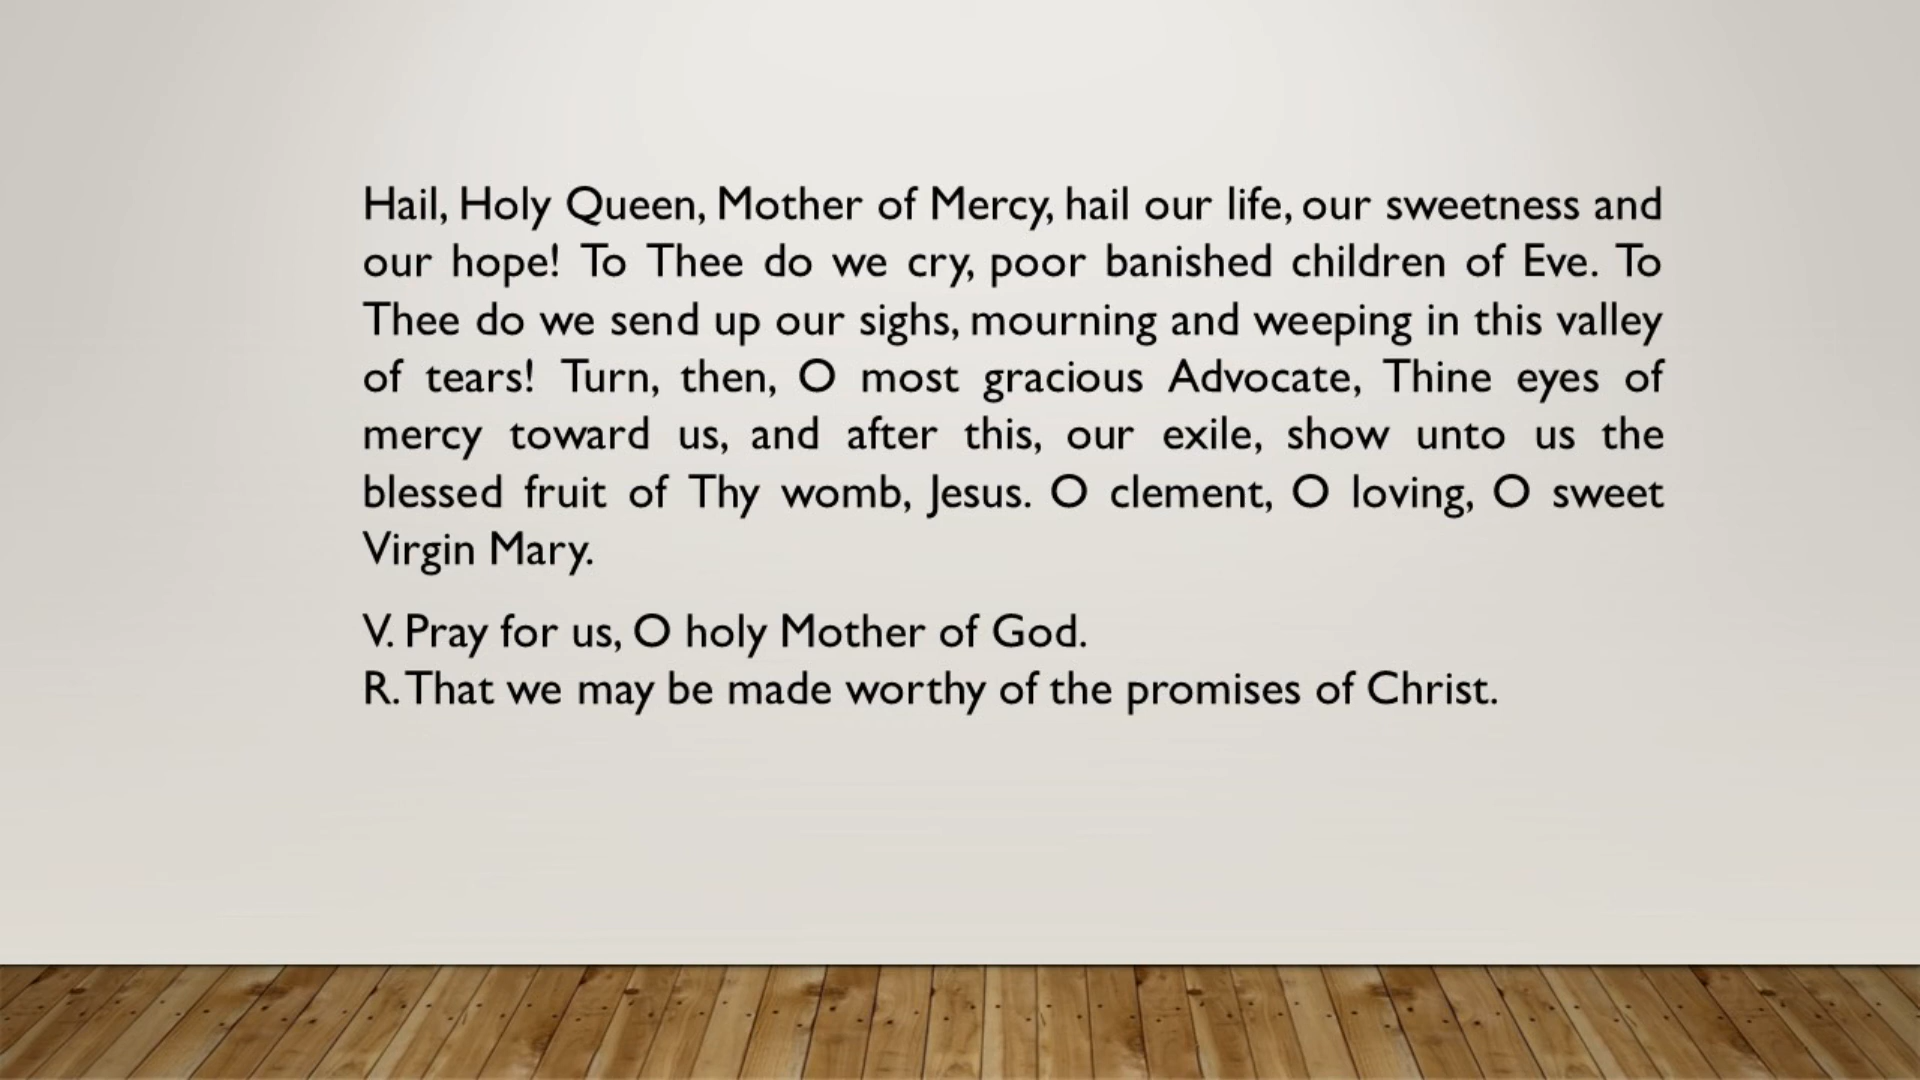 Hail, Holy Queen, Mother of Mercy, hail our life, our sweetness and
our hope! To Thee do we cry, poor banished children of Eve. To
Thee do we send up our sighs, mourning and weeping in this valley
of tears! Turn, then, O most gracious Advocate, Thine eyes of
mercy toward us, and after this, our exile, show unto us the
blessed fruit of Thy womb, Jesus. O clement, O loving, O sweet
Virgin Mary.
V. Pray for us, O holy Mother of God.
R. That we may be made worthy of the promises of Christ.